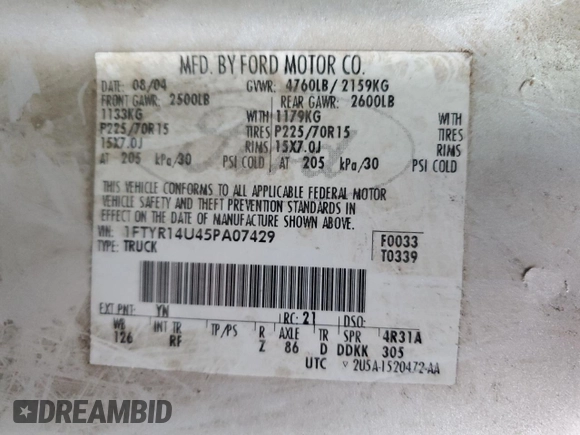 MFD. BY FORD MOTOR CO.
DATE: 08/04 GVWR: 4760LB / 2159KG
FRONT GAWR: 2500LB REAR GAWR: 2600LB
1133KG 1179KG WITH
P225/70R15 TIRES P225/70R15 TIRES
15X7.0J RIMS 15X7.0J RIMS
AT 205 kPa/30 PSI COLD AT 205 kPa/30 PSI COLD
THIS VEHICLE CONFORMS TO ALL APPLICABLE FEDERAL MOTOR
VEHICLE SAFETY AND THEFT PREVENTION STANDARDS IN
EFFECT ON THE DATE OF MANUFACTURE SHOWN ABOVE.
VIN: 1FTYR14U45PA07429 F0033
TYPE: TRUCK T0339
EXT PNT: YN RC: 21 DSO:
WB INT TR TP/PS R AXLE TR SPR 4R31A
126 RF Z 86 D DDKK 305
UTC 2U5A-1520472-AA
Ford
DREAMBID